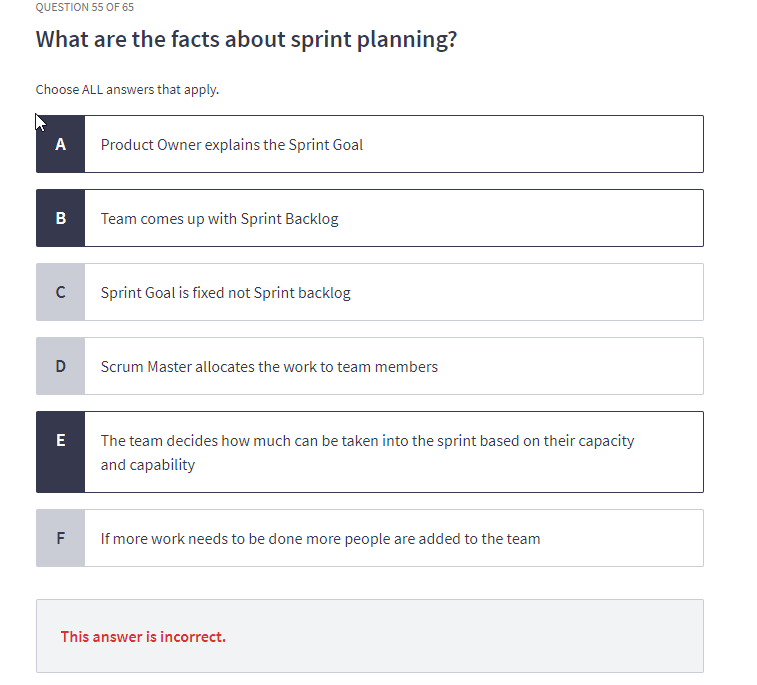 QUESTION 55 OF 65
What are the facts about sprint planning?
Choose ALL answers that apply.
A
Product Owner explains the Sprint Goal
B
Team comes up with Sprint Backlog
C
Sprint Goal is fixed not Sprint backlog
D
Scrum Master allocates the work to team members
E
The team decides how much can be taken into the sprint based on their capacity
and capability
F
If more work needs to be done more people are added to the team
This answer is incorrect.